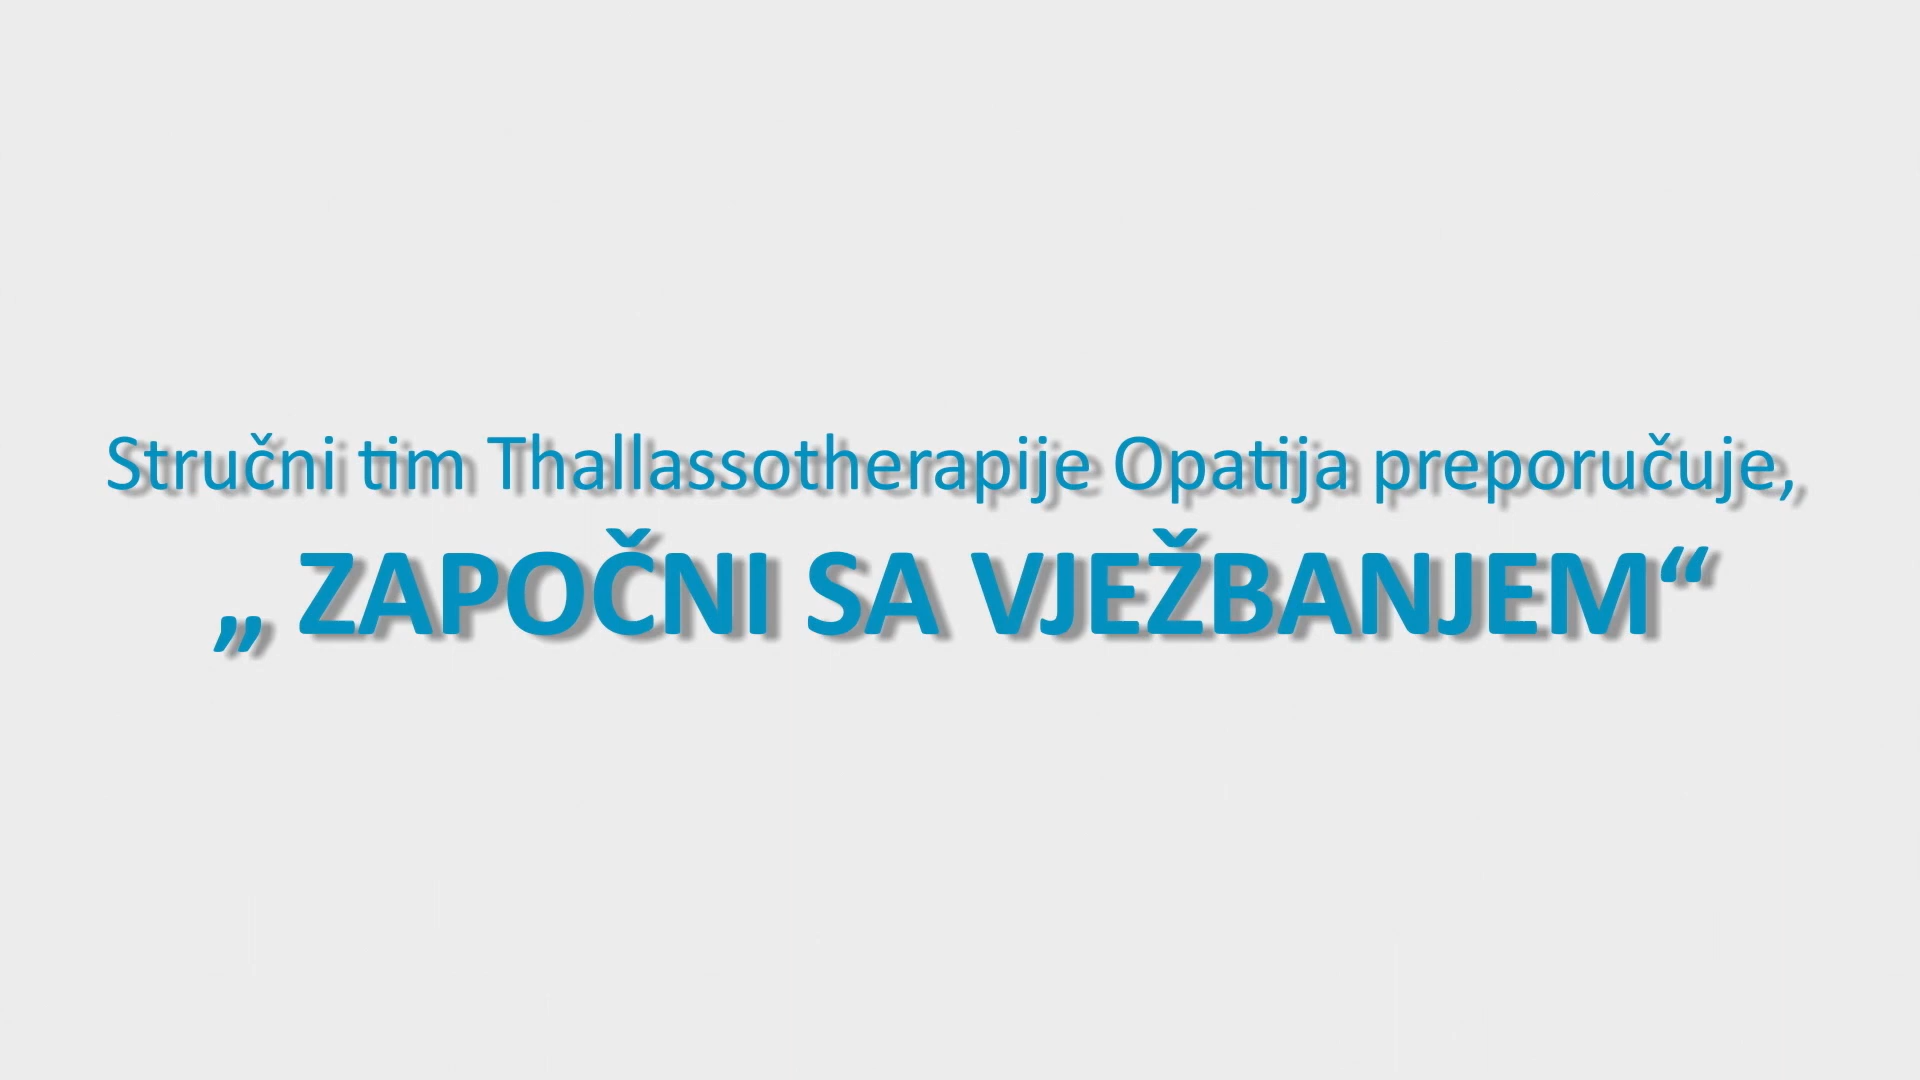 Stručni tim Thallassotherapije Opatija preporučuje,
„ ZAPOČNI SA VJEŽBANJEM“